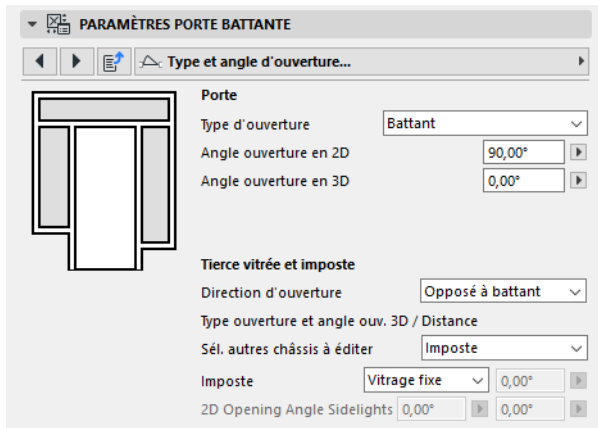 PARAMÈTRES PORTE BATTANTE
Type et angle d'ouverture...
Porte
Type d'ouverture Battant
Angle ouverture en 2D 90,00°
Angle ouverture en 3D 0,00°
Tierce vitrée et imposte
Direction d'ouverture Opposé à battant
Type ouverture et angle ouv. 3D / Distance
Sél. autres châssis à éditer Imposte
Imposte Vitrage fixe 0,00°
2D Opening Angle Sidelights 0,00° 0,00°